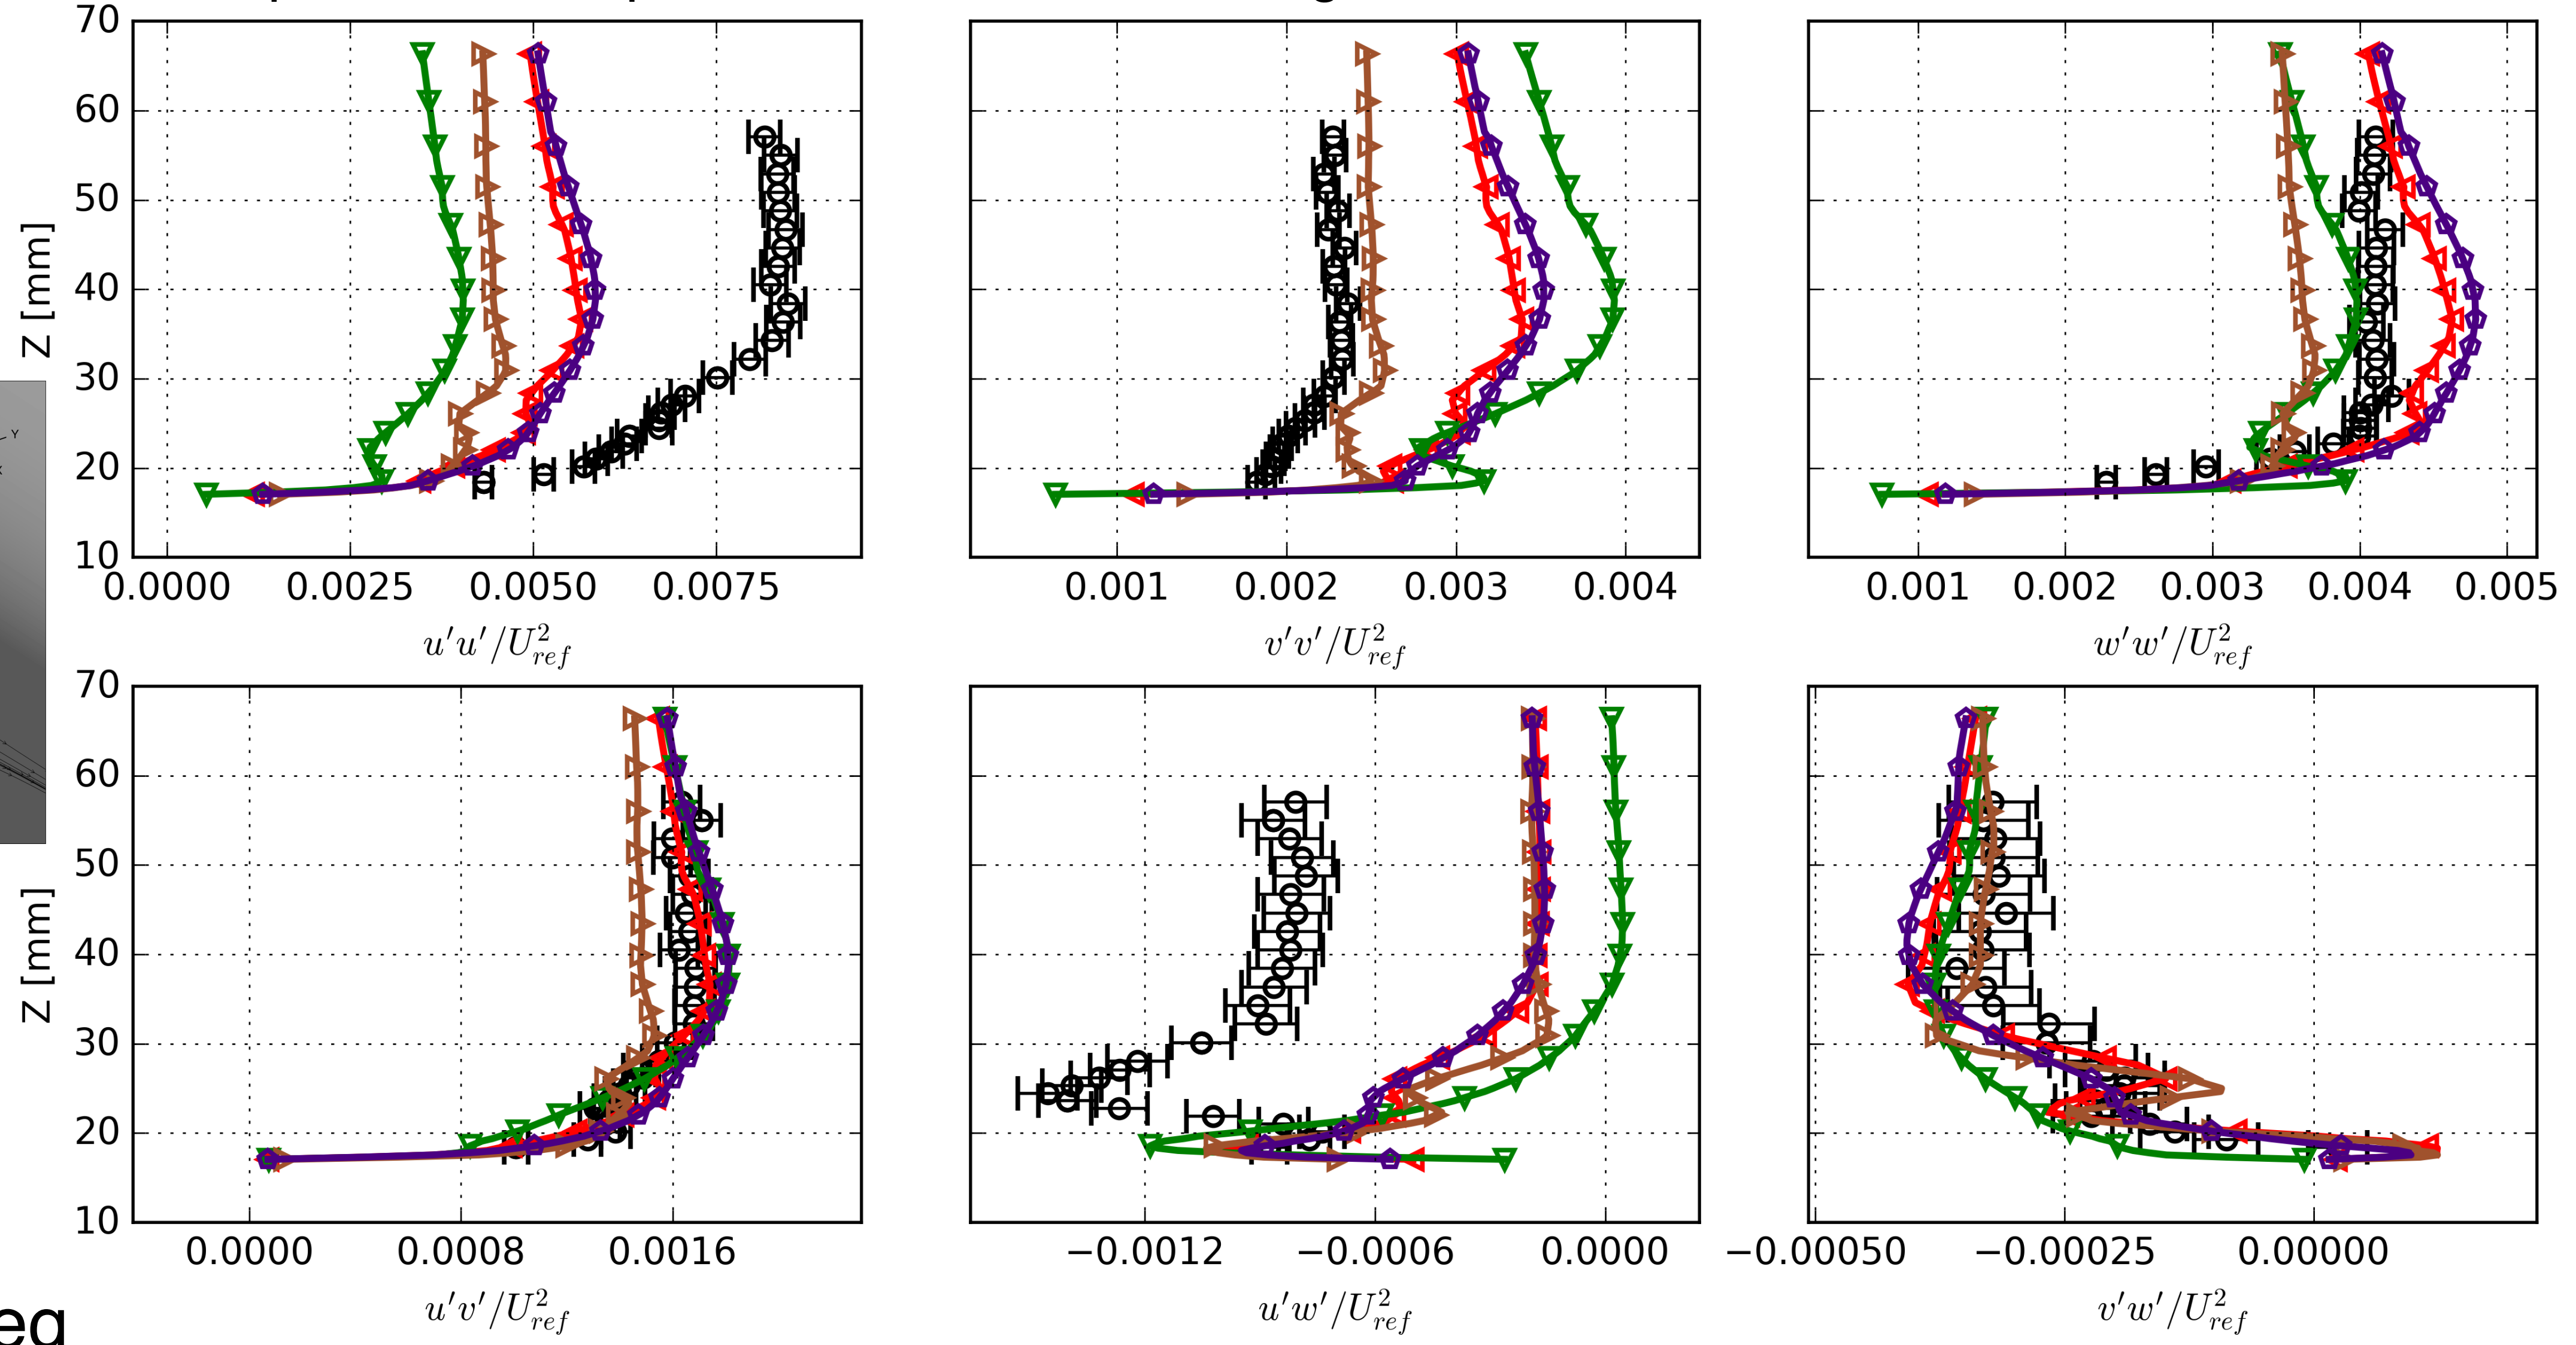 70
60
50
40
30
20
10
Z [mm]
0.0000 0.0025 0.0050 0.0075
u'u'/U²ref
0.001 0.002 0.003 0.004
v'v'/U²ref
0.001 0.002 0.003 0.004 0.005
w'w'/U²ref
Y
70
60
50
40
30
20
10
Z [mm]
0.0000 0.0008 0.0016
u'v'/U²ref
−0.0012 −0.0006 0.0000
u'w'/U²ref
−0.00050 −0.00025 0.00000
v'w'/U²ref
eg